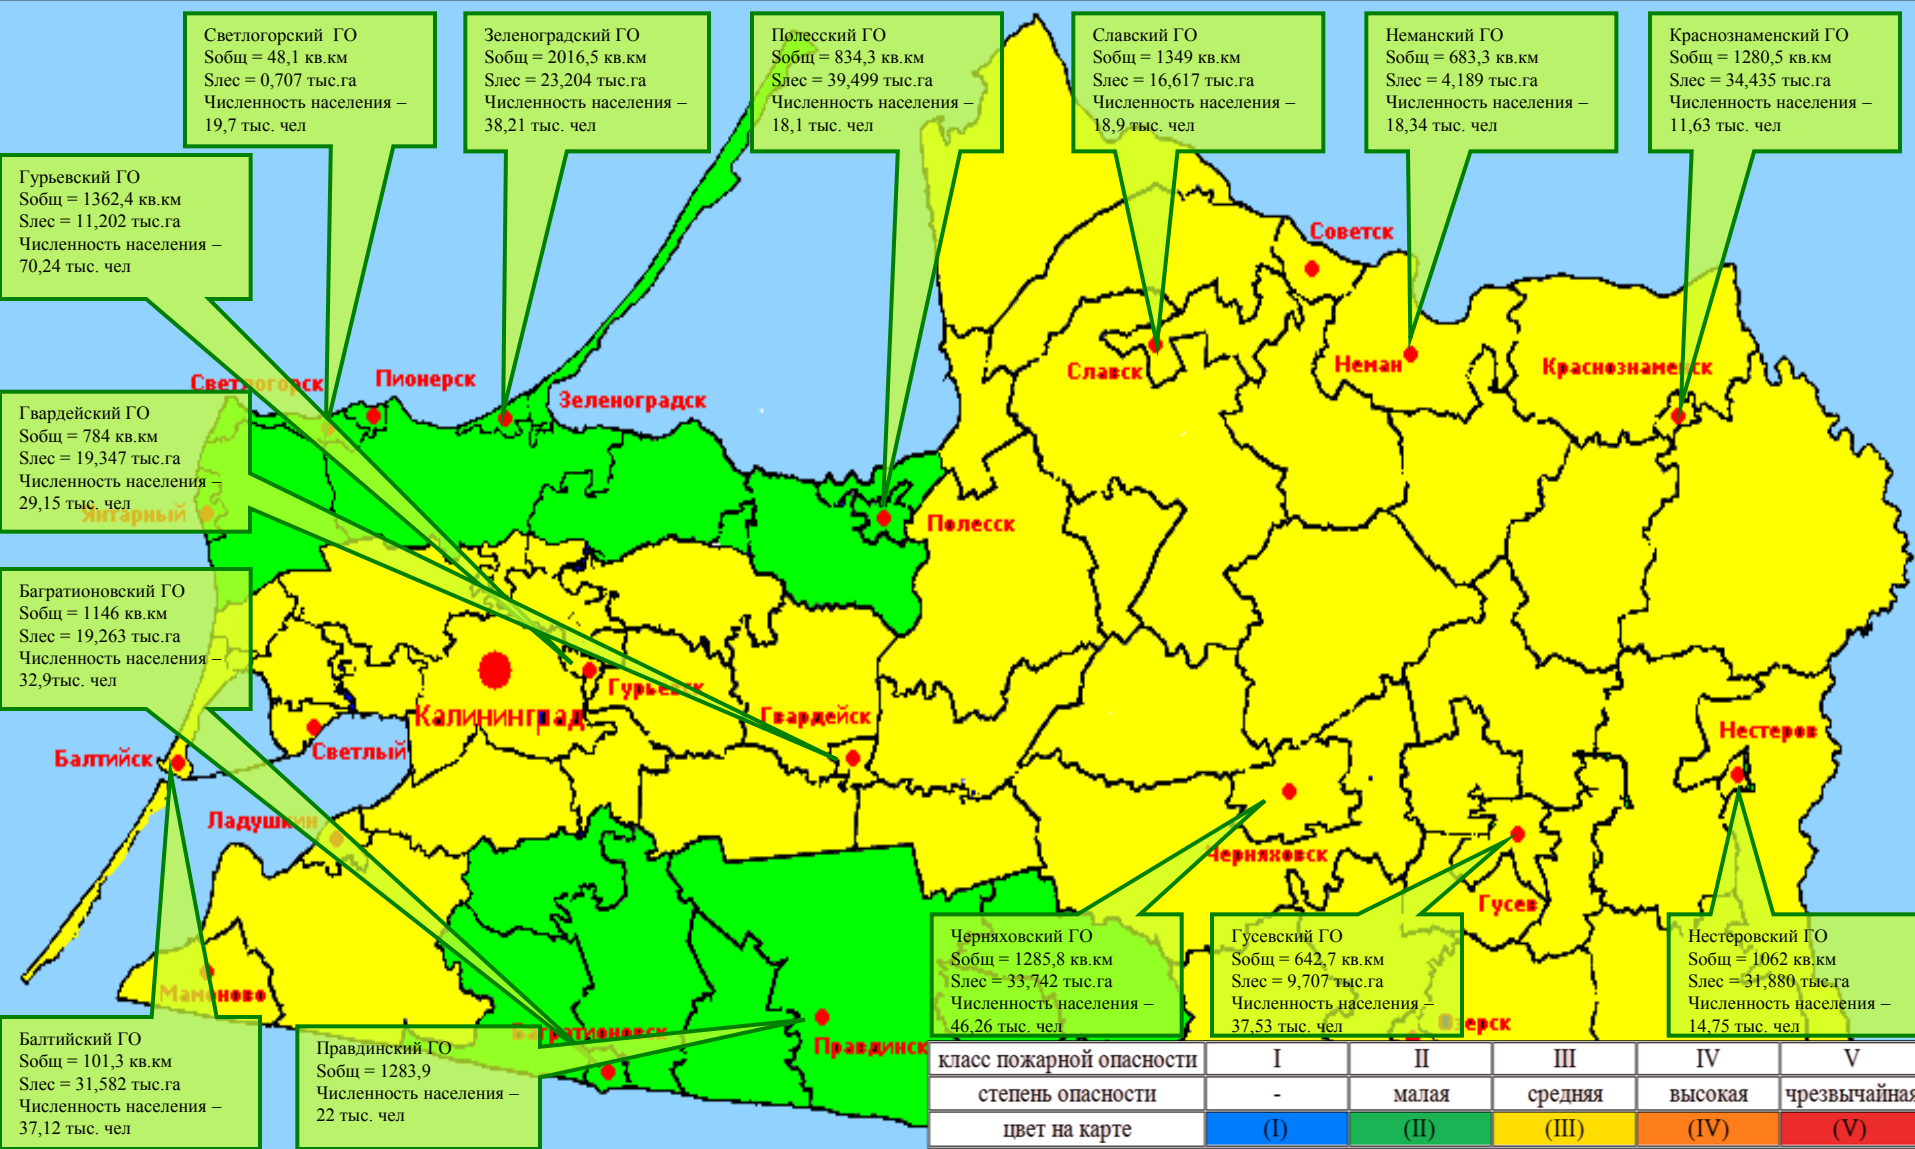 Светлогорский ГО
Sобщ = 48,1 кв.км
Sлес = 0,707 тыс.га
Численность населения –
19,7 тыс. чел
Зеленоградский ГО
Sобщ = 2016,5 кв.км
Sлес = 23,204 тыс.га
Численность населения –
38,21 тыс. чел
Полесский ГО
Sобщ = 834,3 кв.км
Sлес = 39,499 тыс.га
Численность населения –
18,1 тыс. чел
Славский ГО
Sобщ = 1349 кв.км
Sлес = 16,617 тыс.га
Численность населения –
18,9 тыс. чел
Неманский ГО
Sобщ = 683,3 кв.км
Sлес = 4,189 тыс.га
Численность населения –
18,34 тыс. чел
Краснознаменский ГО
Sобщ = 1280,5 кв.км
Sлес = 34,435 тыс.га
Численность населения –
11,63 тыс. чел
Гурьевский ГО
Sобщ = 1362,4 кв.км
Sлес = 11,202 тыс.га
Численность населения –
70,24 тыс. чел
Советск
Славск
Неман
Краснознаменск
Светлогорск
Пионерск
Зеленоградск
Гвардейский ГО
Sобщ = 784 кв.км
Sлес = 19,347 тыс.га
Численность населения –
29,15 тыс. чел
Янтарный
Полесск
Багратионовский ГО
Sобщ = 1146 кв.км
Sлес = 19,263 тыс.га
Численность населения –
32,9тыс. чел
Гурьевск
Калининград
Гвардейск
Нестеров
Балтийск
Светлый
Ладушкин
Черняховск
Гусев
Мамоново
Багратионовск
Правдинск
Озерск
Черняховский ГО
Sобщ = 1285,8 кв.км
Sлес = 33,742 тыс.га
Численность населения –
46,26 тыс. чел
Гусевский ГО
Sобщ = 642,7 кв.км
Sлес = 9,707 тыс.га
Численность населения –
37,53 тыс. чел
Нестеровский ГО
Sобщ = 1062 кв.км
Sлес = 31,880 тыс.га
Численность населения –
14,75 тыс. чел
Балтийский ГО
Sобщ = 101,3 кв.км
Sлес = 31,582 тыс.га
Численность населения –
37,12 тыс. чел
Правдинский ГО
Sобщ = 1283,9
Численность населения –
22 тыс. чел
класс пожарной опасности I II III IV V
степень опасности - малая средняя высокая чрезвычайная
цвет на карте (I) (II) (III) (IV) (V)